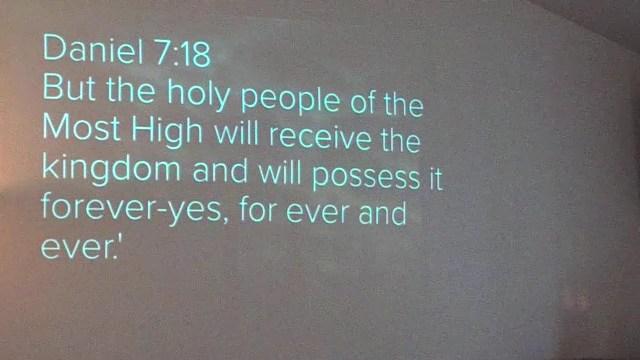 Daniel 7:18
But the holy people of the
Most High will receive the
kingdom and will possess it
forever-yes, for ever and
ever.'